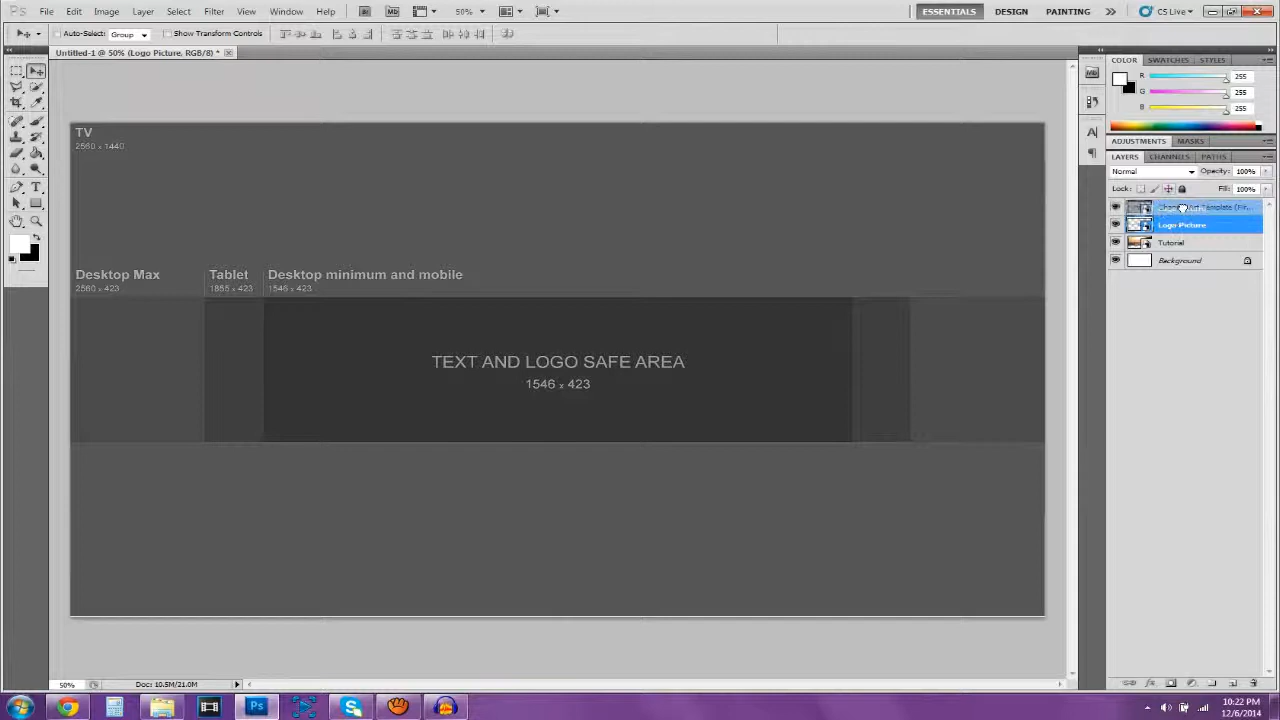 Ps File Edit Image Layer Select Filter View Window Help Br Mb 50% ESSENTIALS DESIGN PAINTING CS Live
Auto-Select: Group Show Transform Controls
Untitled-1 @ 50% (Logo Picture, RGB/8) *
COLOR SWATCHES STYLES
R 255
G 255
B 255
ADJUSTMENTS MASKS
LAYERS CHANNELS PATHS
Normal Opacity: 100%
Lock: Fill: 100%
Logo Picture
Tutorial
Background
TV
2560 x 1440
Desktop Max
2560 x 423
Tablet
1855 x 423
Desktop minimum and mobile
1546 x 423
TEXT AND LOGO SAFE AREA
1546 x 423
50% Doc: 10.5M/21.0M
10:22 PM
12/6/2014